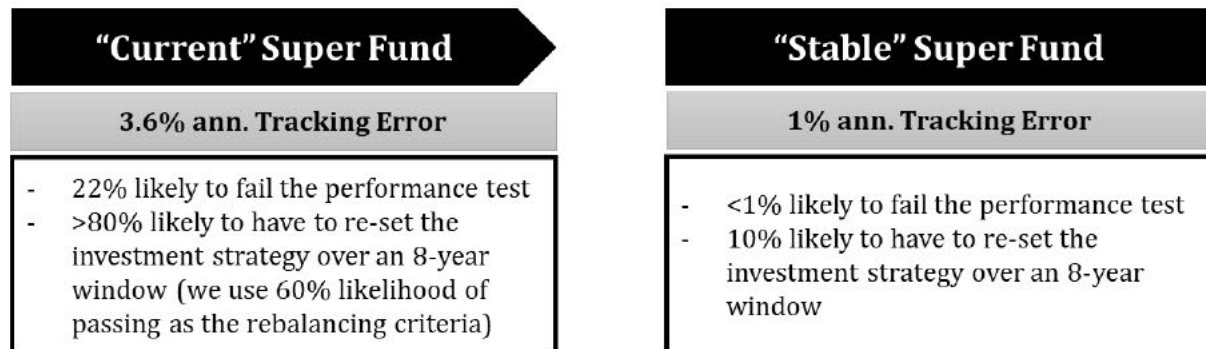 “Current” Super Fund
3.6% ann. Tracking Error
- 22% likely to fail the performance test
- >80% likely to have to re-set the
investment strategy over an 8-year
window (we use 60% likelihood of
passing as the rebalancing criteria)
“Stable” Super Fund
1% ann. Tracking Error
- <1% likely to fail the performance test
- 10% likely to have to re-set the
investment strategy over an 8-year
window